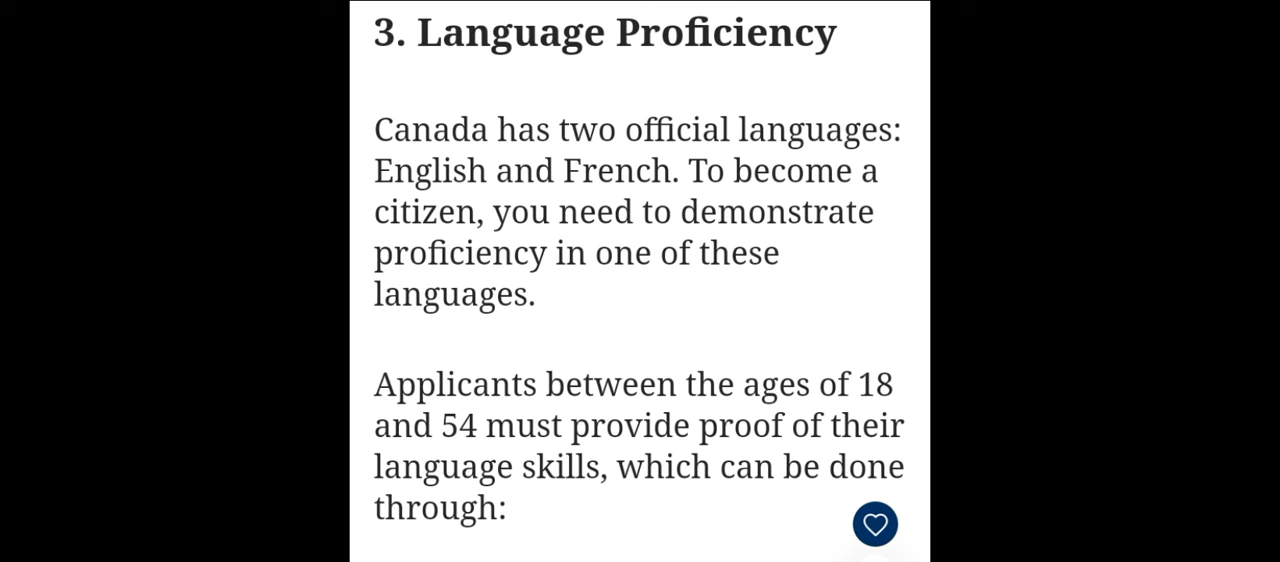 3. Language Proficiency
Canada has two official languages:
English and French. To become a
citizen, you need to demonstrate
proficiency in one of these
languages.
Applicants between the ages of 18
and 54 must provide proof of their
language skills, which can be done
through: